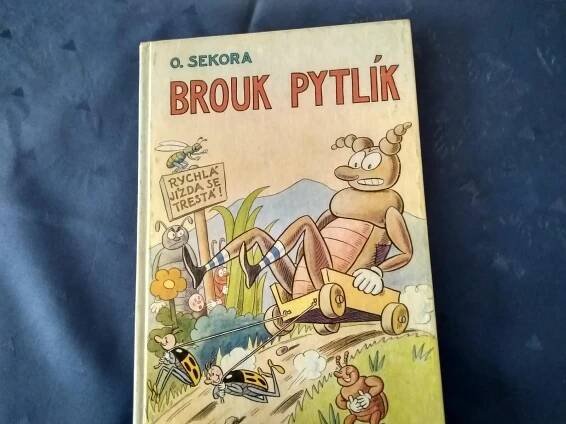 O. SEKORA
BROUK PYTLÍK
RYCHLÁ
JÍZDA SE
TRESTÁ!